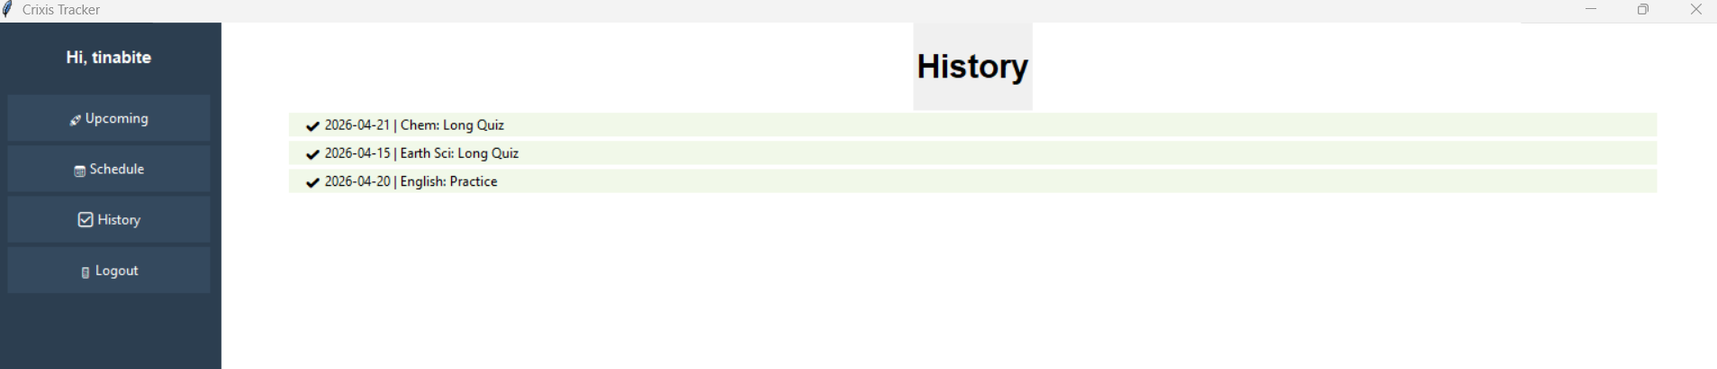 Crixis Tracker
Hi, tinabite
Upcoming
Schedule
History
Logout
History
✔ 2026-04-21 | Chem: Long Quiz
✔ 2026-04-15 | Earth Sci: Long Quiz
✔ 2026-04-20 | English: Practice